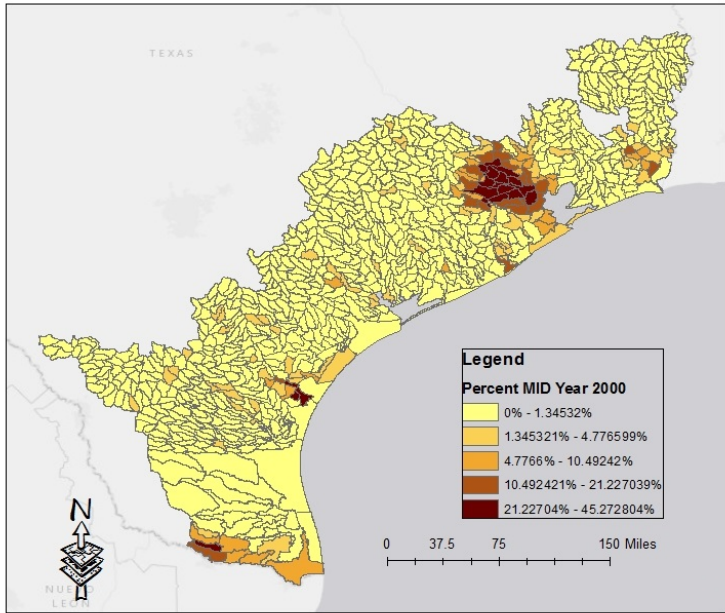 TEXAS
Legend
Percent MID Year 2000
0% - 1.34532%
1.345321% - 4.776599%
4.7766% - 10.49242%
10.492421% - 21.227039%
21.22704% - 45.272804%
N
0 37.5 75 150 Miles
NUEVO
LEÓN